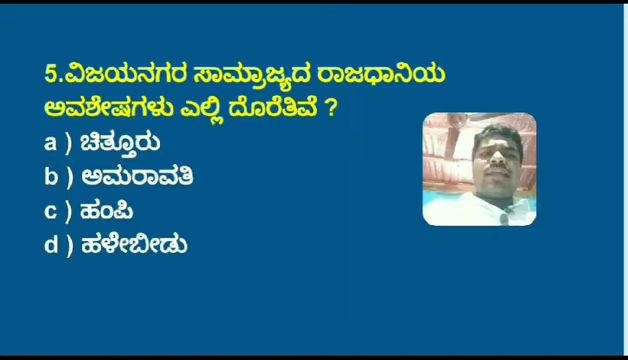 5.ವಿಜಯನಗರ ಸಾಮ್ರಾಜ್ಯದ ರಾಜಧಾನಿಯ
ಅವಶೇಷಗಳು ಎಲ್ಲಿ ದೊರೆತಿವೆ ?
a ) ಚಿತ್ತೂರು
b ) ಅಮರಾವತಿ
c ) ಹಂಪಿ
d ) ಹಳೇಬೀಡು